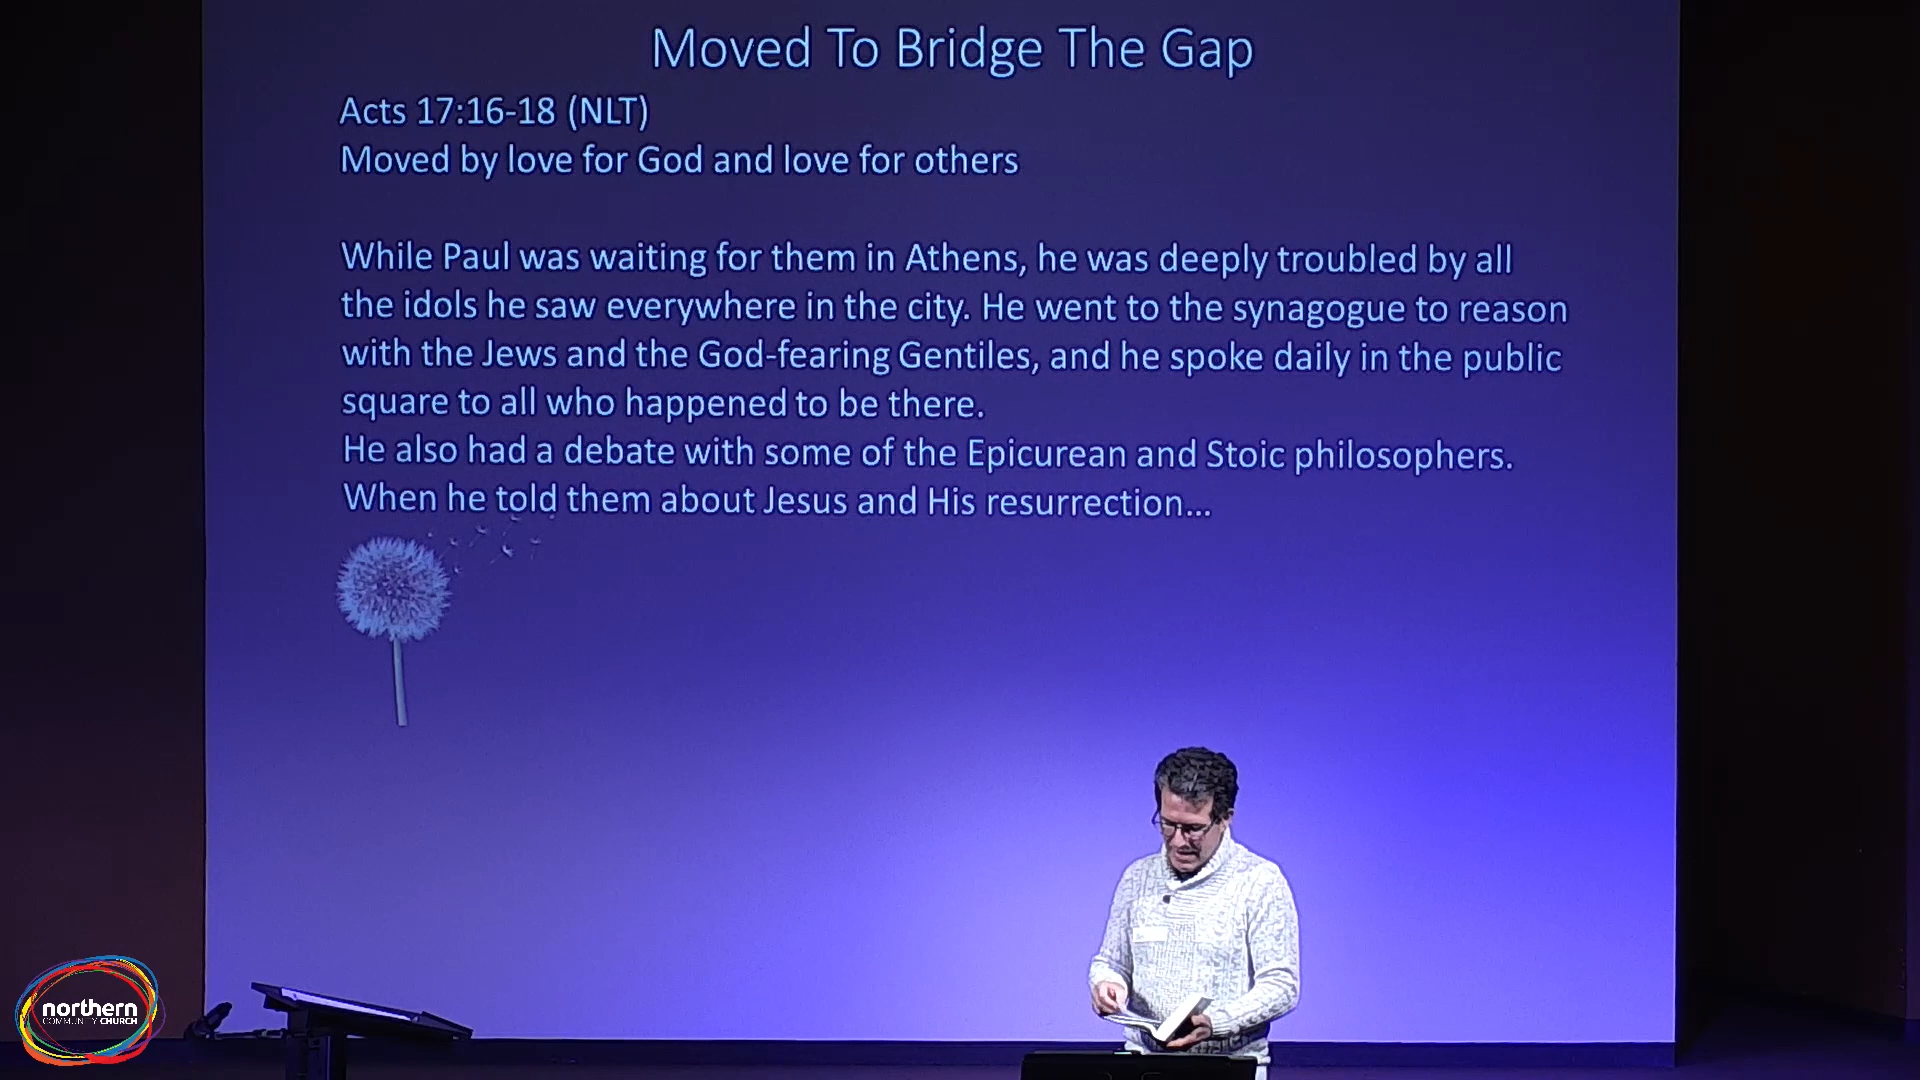 Moved To Bridge The Gap
Acts 17:16-18 (NLT)
Moved by love for God and love for others
While Paul was waiting for them in Athens, he was deeply troubled by all
the idols he saw everywhere in the city. He went to the synagogue to reason
with the Jews and the God-fearing Gentiles, and he spoke daily in the public
square to all who happened to be there.
He also had a debate with some of the Epicurean and Stoic philosophers.
When he told them about Jesus and His resurrection...
northern
COMMUNITY CHURCH